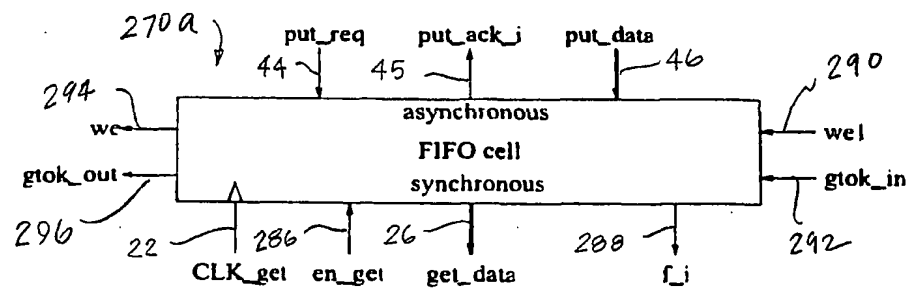 270a
put_req put_ack_i put_data
44 45 46
294 290
we asynchronous we1
FIFO cell
gtok_out synchronous gtok_in
296 22 286 26 288 292
CLK_get en_get get_data f_i